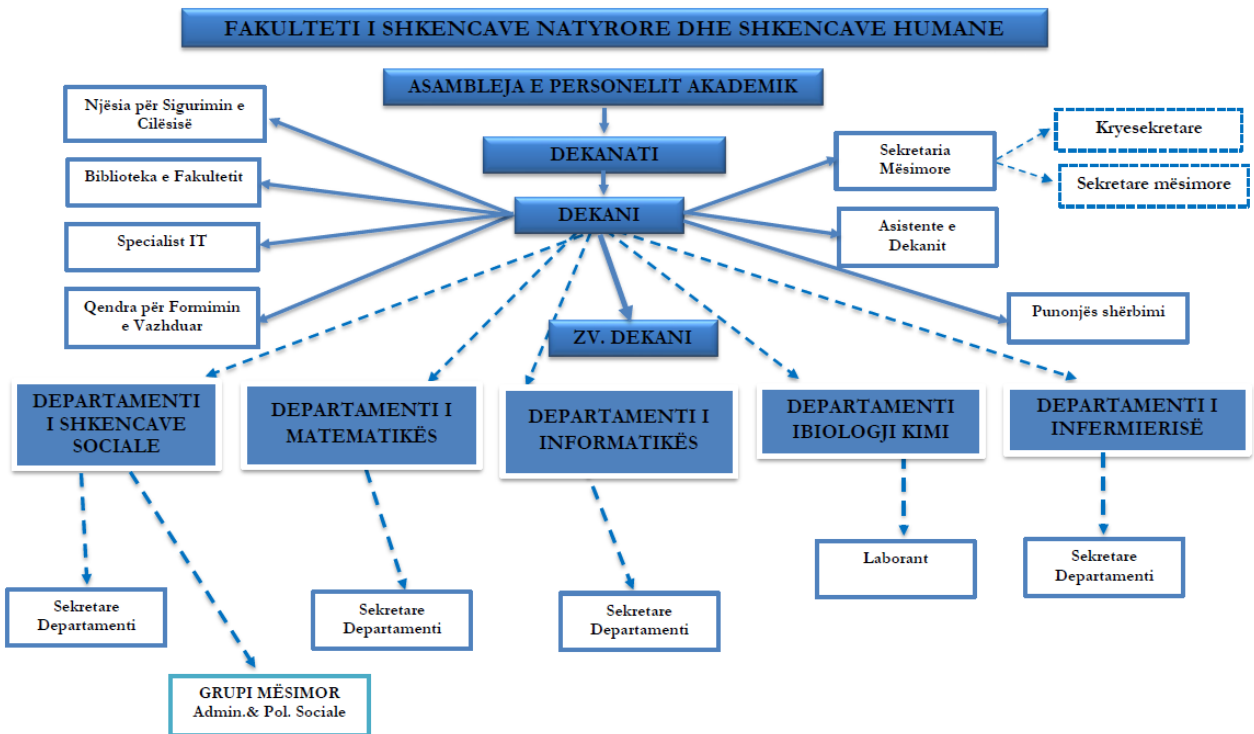 FAKULTETI I SHKENCAVE NATYRORE DHE SHKENCAVE HUMANE
ASAMBLEJA E PERSONELIT AKADEMIK
Njësia për Sigurimin e
Cilësisë
Kryesekretare
DEKANATI
Sekretaria
Mësimore
Biblioteka e Fakultetit
Sekretare mësimore
DEKANI
Specialist IT
Asistente e
Dekanit
Qendra për Formimin
e Vazhduar
Punonjës shërbimi
ZV. DEKANI
DEPARTAMENTI
I SHKENCAVE
SOCIALE
DEPARTAMENTI I
MATEMATIKËS
DEPARTAMENTI I
INFORMATIKËS
DEPARTAMENTI
IBIOLOGJI KIMI
DEPARTAMENTI I
INFERMIERISË
Sekretare
Departamenti
Sekretare
Departamenti
Sekretare
Departamenti
Laborant
Sekretare
Departamenti
GRUPI MËSIMOR
Admin.& Pol. Sociale